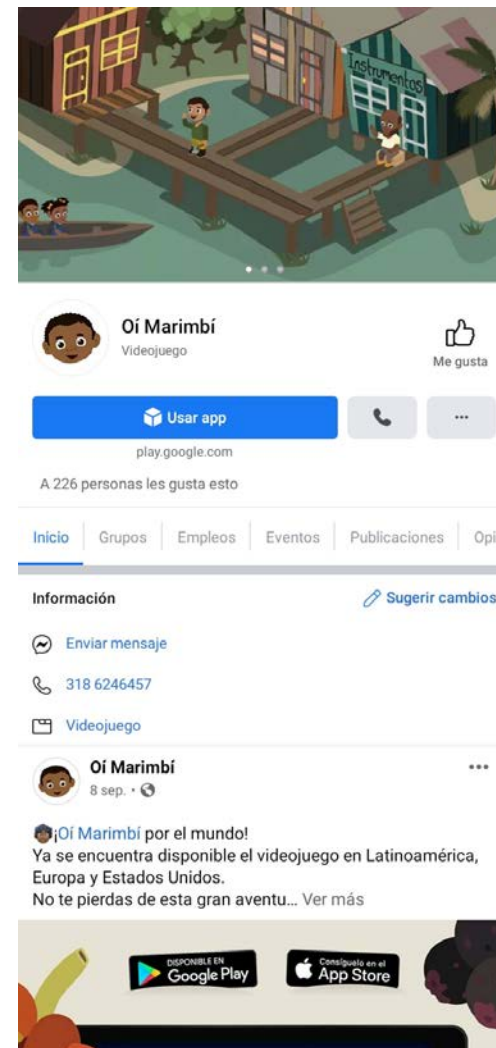 Instrumentos
Oí Marimbí
Videojuego
Me gusta
Usar app
play.google.com
A 226 personas les gusta esto
Inicio Grupos Empleos Eventos Publicaciones Opi
Información Sugerir cambios
Enviar mensaje
318 6246457
Videojuego
Oí Marimbí
8 sep.
¡Oí Marimbí por el mundo!
Ya se encuentra disponible el videojuego en Latinoamérica,
Europa y Estados Unidos.
No te pierdas de esta gran aventu... Ver más
DISPONIBLE EN
Google Play
Consíguelo en el
App Store